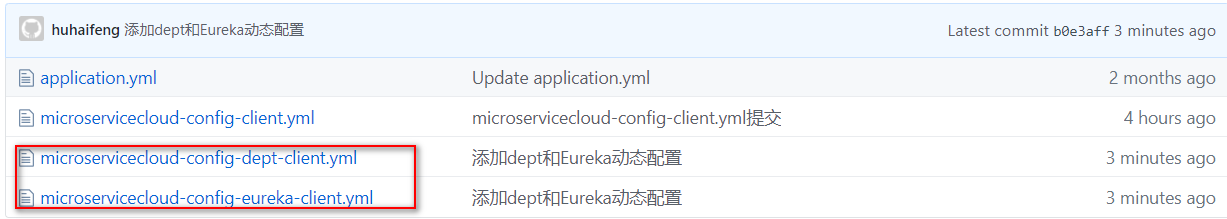 huhaifeng 添加dept和Eureka动态配置 Latest commit b0e3aff 3 minutes ago
application.yml Update application.yml 2 months ago
microservicecloud-config-client.yml microservicecloud-config-client.yml提交 4 hours ago
microservicecloud-config-dept-client.yml 添加dept和Eureka动态配置 3 minutes ago
microservicecloud-config-eureka-client.yml 添加dept和Eureka动态配置 3 minutes ago